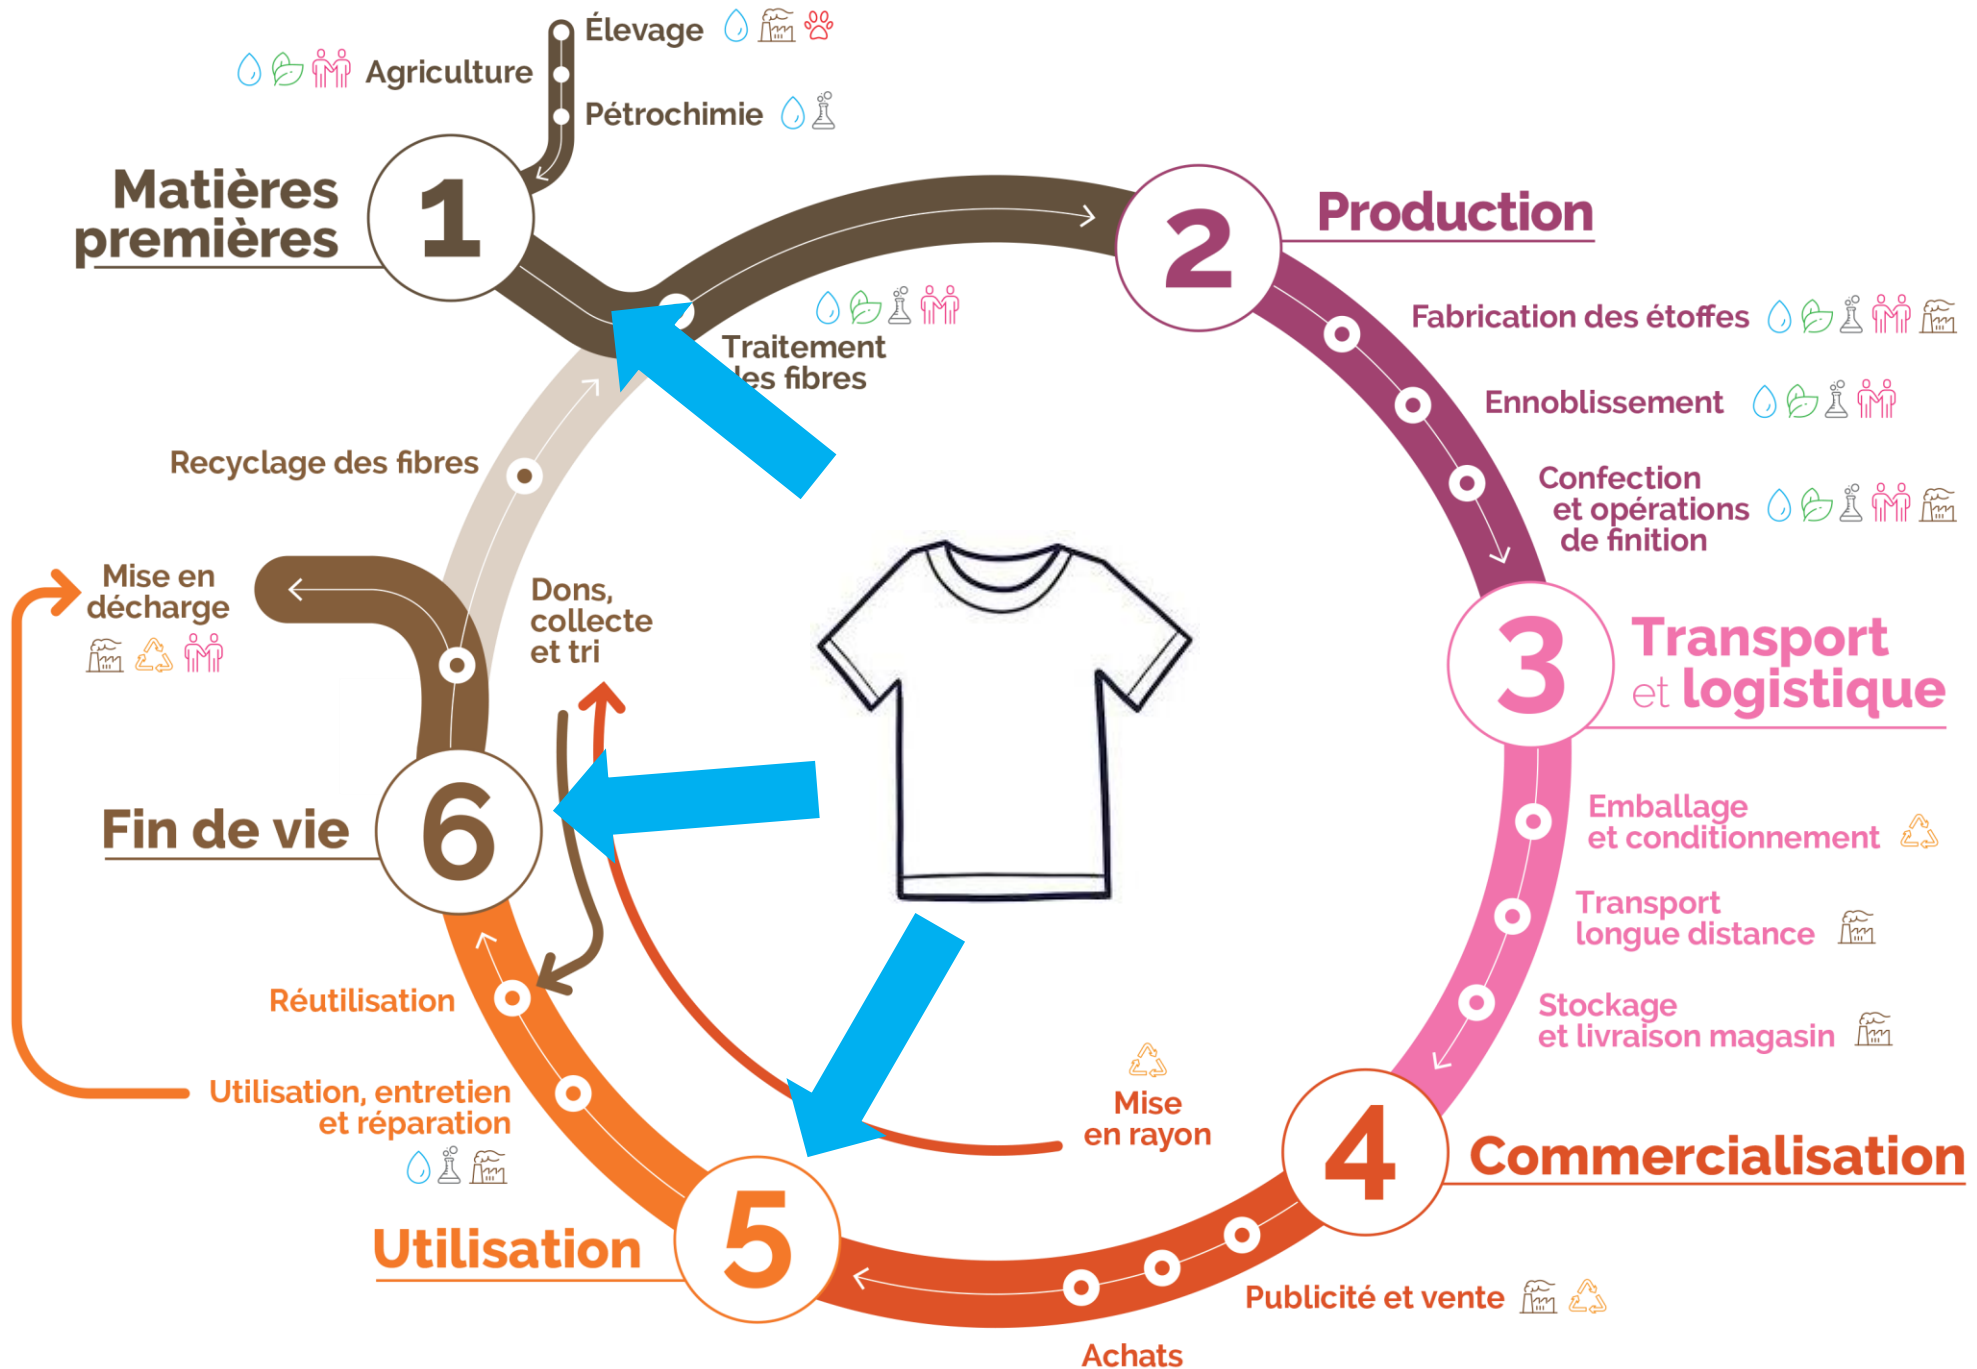 Élevage
Agriculture
Pétrochimie
Matières
premières
1
2
Production
Traitement
des fibres
Fabrication des étoffes
Ennoblissement
Confection
et opérations
de finition
Recyclage des fibres
Mise en
décharge
Dons,
collecte
et tri
3
Transport
et logistique
Emballage
et conditionnement
Transport
longue distance
Stockage
et livraison magasin
Fin de vie
6
Réutilisation
Utilisation, entretien
et réparation
Mise
en rayon
4
Commercialisation
5
Utilisation
Publicité et vente
Achats